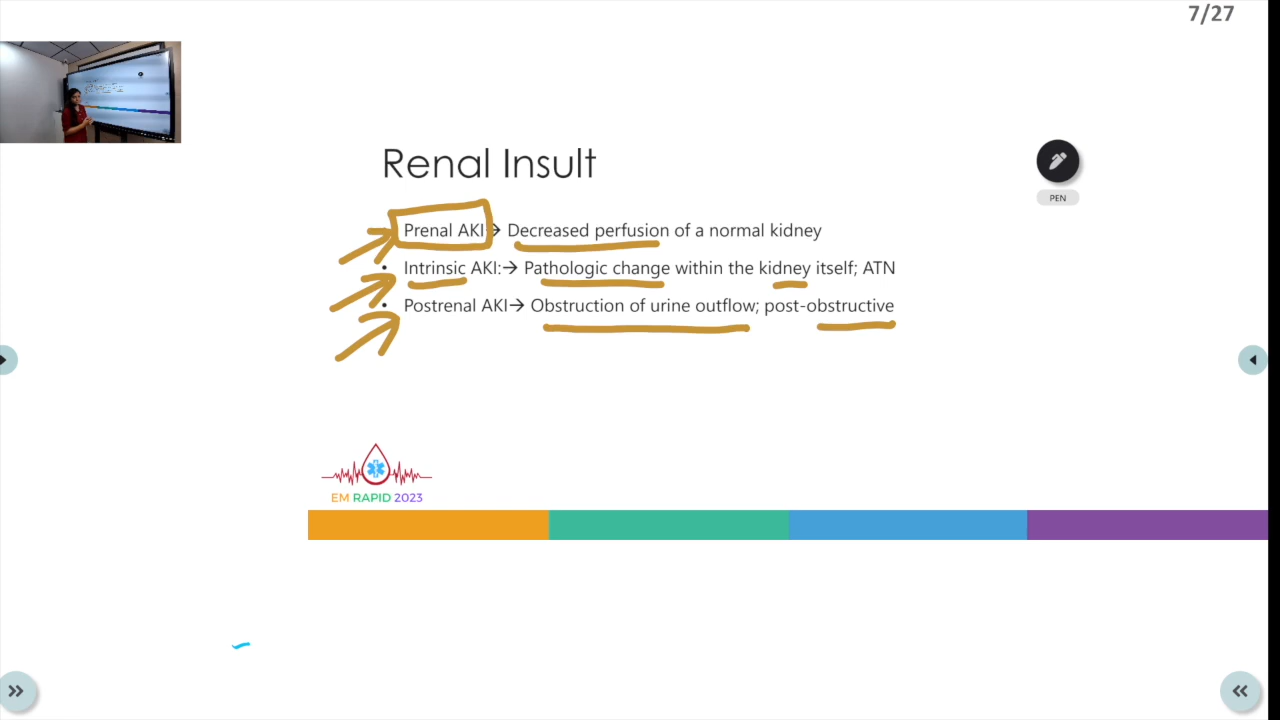 7/27
Renal Insult
PEN
Prenal AKI→ Decreased perfusion of a normal kidney
• Intrinsic AKI:→ Pathologic change within the kidney itself; ATN
• Postrenal AKI→ Obstruction of urine outflow; post-obstructive
EM RAPID 2023